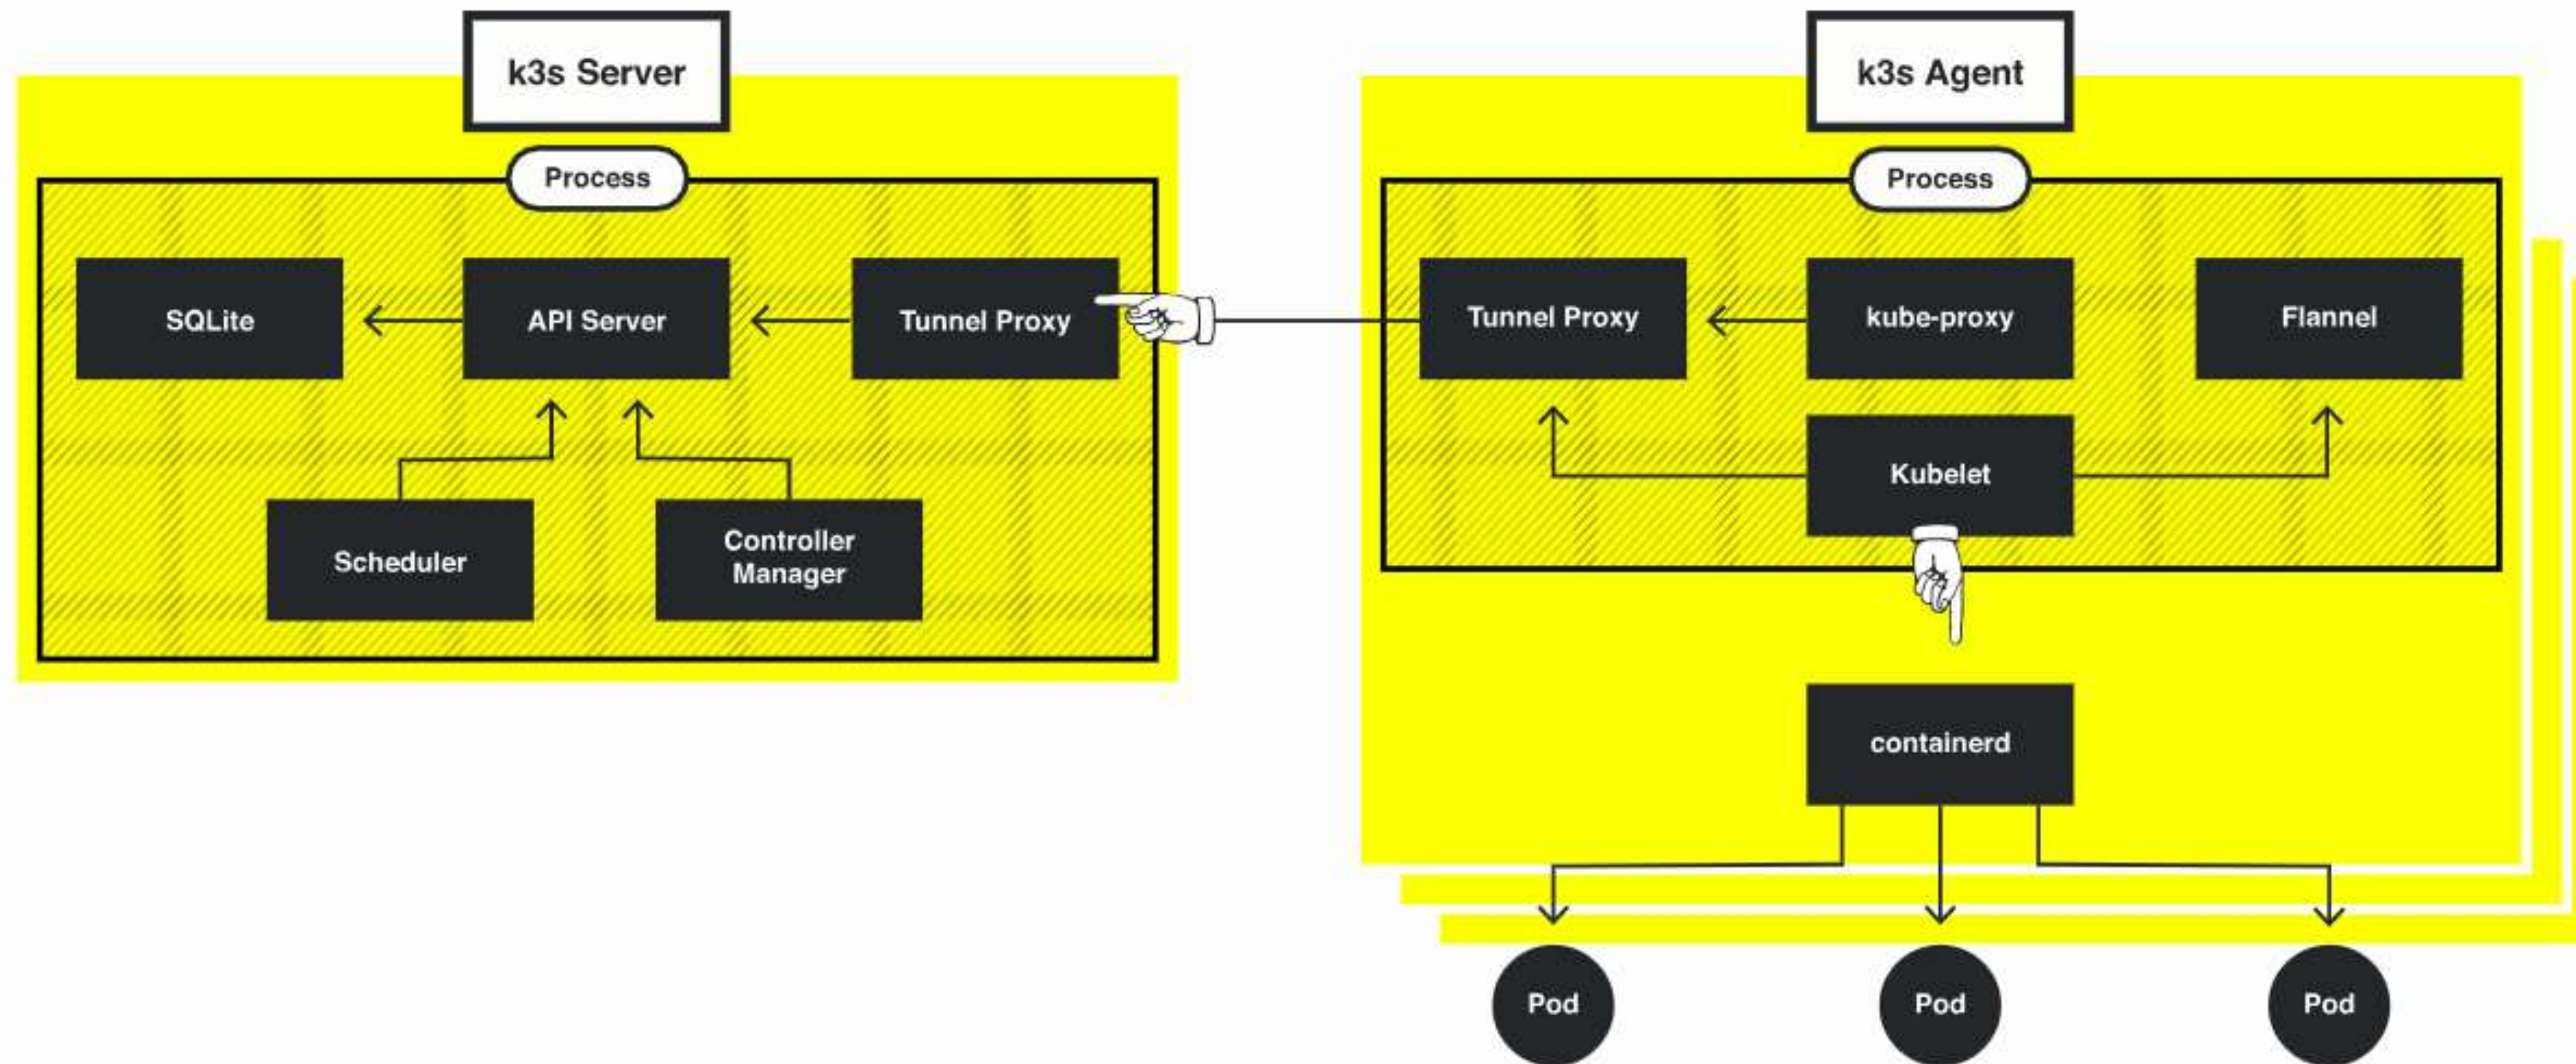 k3s Server
k3s Agent
Process
Process
SQLite
API Server
Tunnel Proxy
Tunnel Proxy
kube-proxy
Flannel
Kubelet
Scheduler
Controller
Manager
containerd
Pod
Pod
Pod